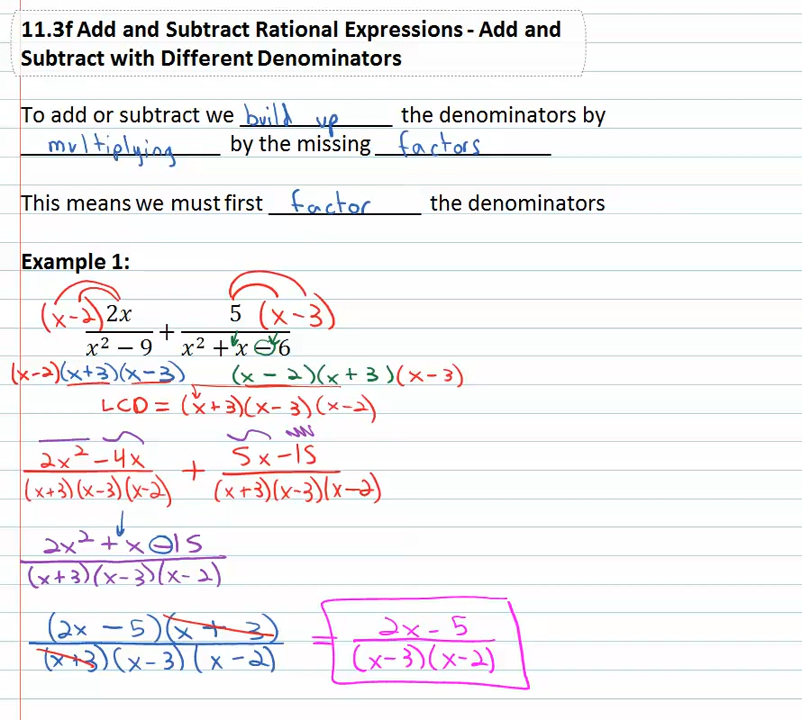 11.3f Add and Subtract Rational Expressions - Add and
Subtract with Different Denominators
To add or subtract we build up the denominators by
multiplying by the missing factors
This means we must first factor the denominators
Example 1:
(x-2) 2x / x² − 9 + 5 (x-3) / x² + x − 6
(x-2)(x+3)(x-3) (x-2)(x+3)(x-3)
LCD = (x+3)(x-3)(x-2)
2x² - 4x / (x+3)(x-3)(x-2) + 5x - 15 / (x+3)(x-3)(x-2)
2x² + x - 15 / (x+3)(x-3)(x-2)
(2x - 5)(x + 3) / (x+3)(x-3)(x-2) = 2x - 5 / (x-3)(x-2)